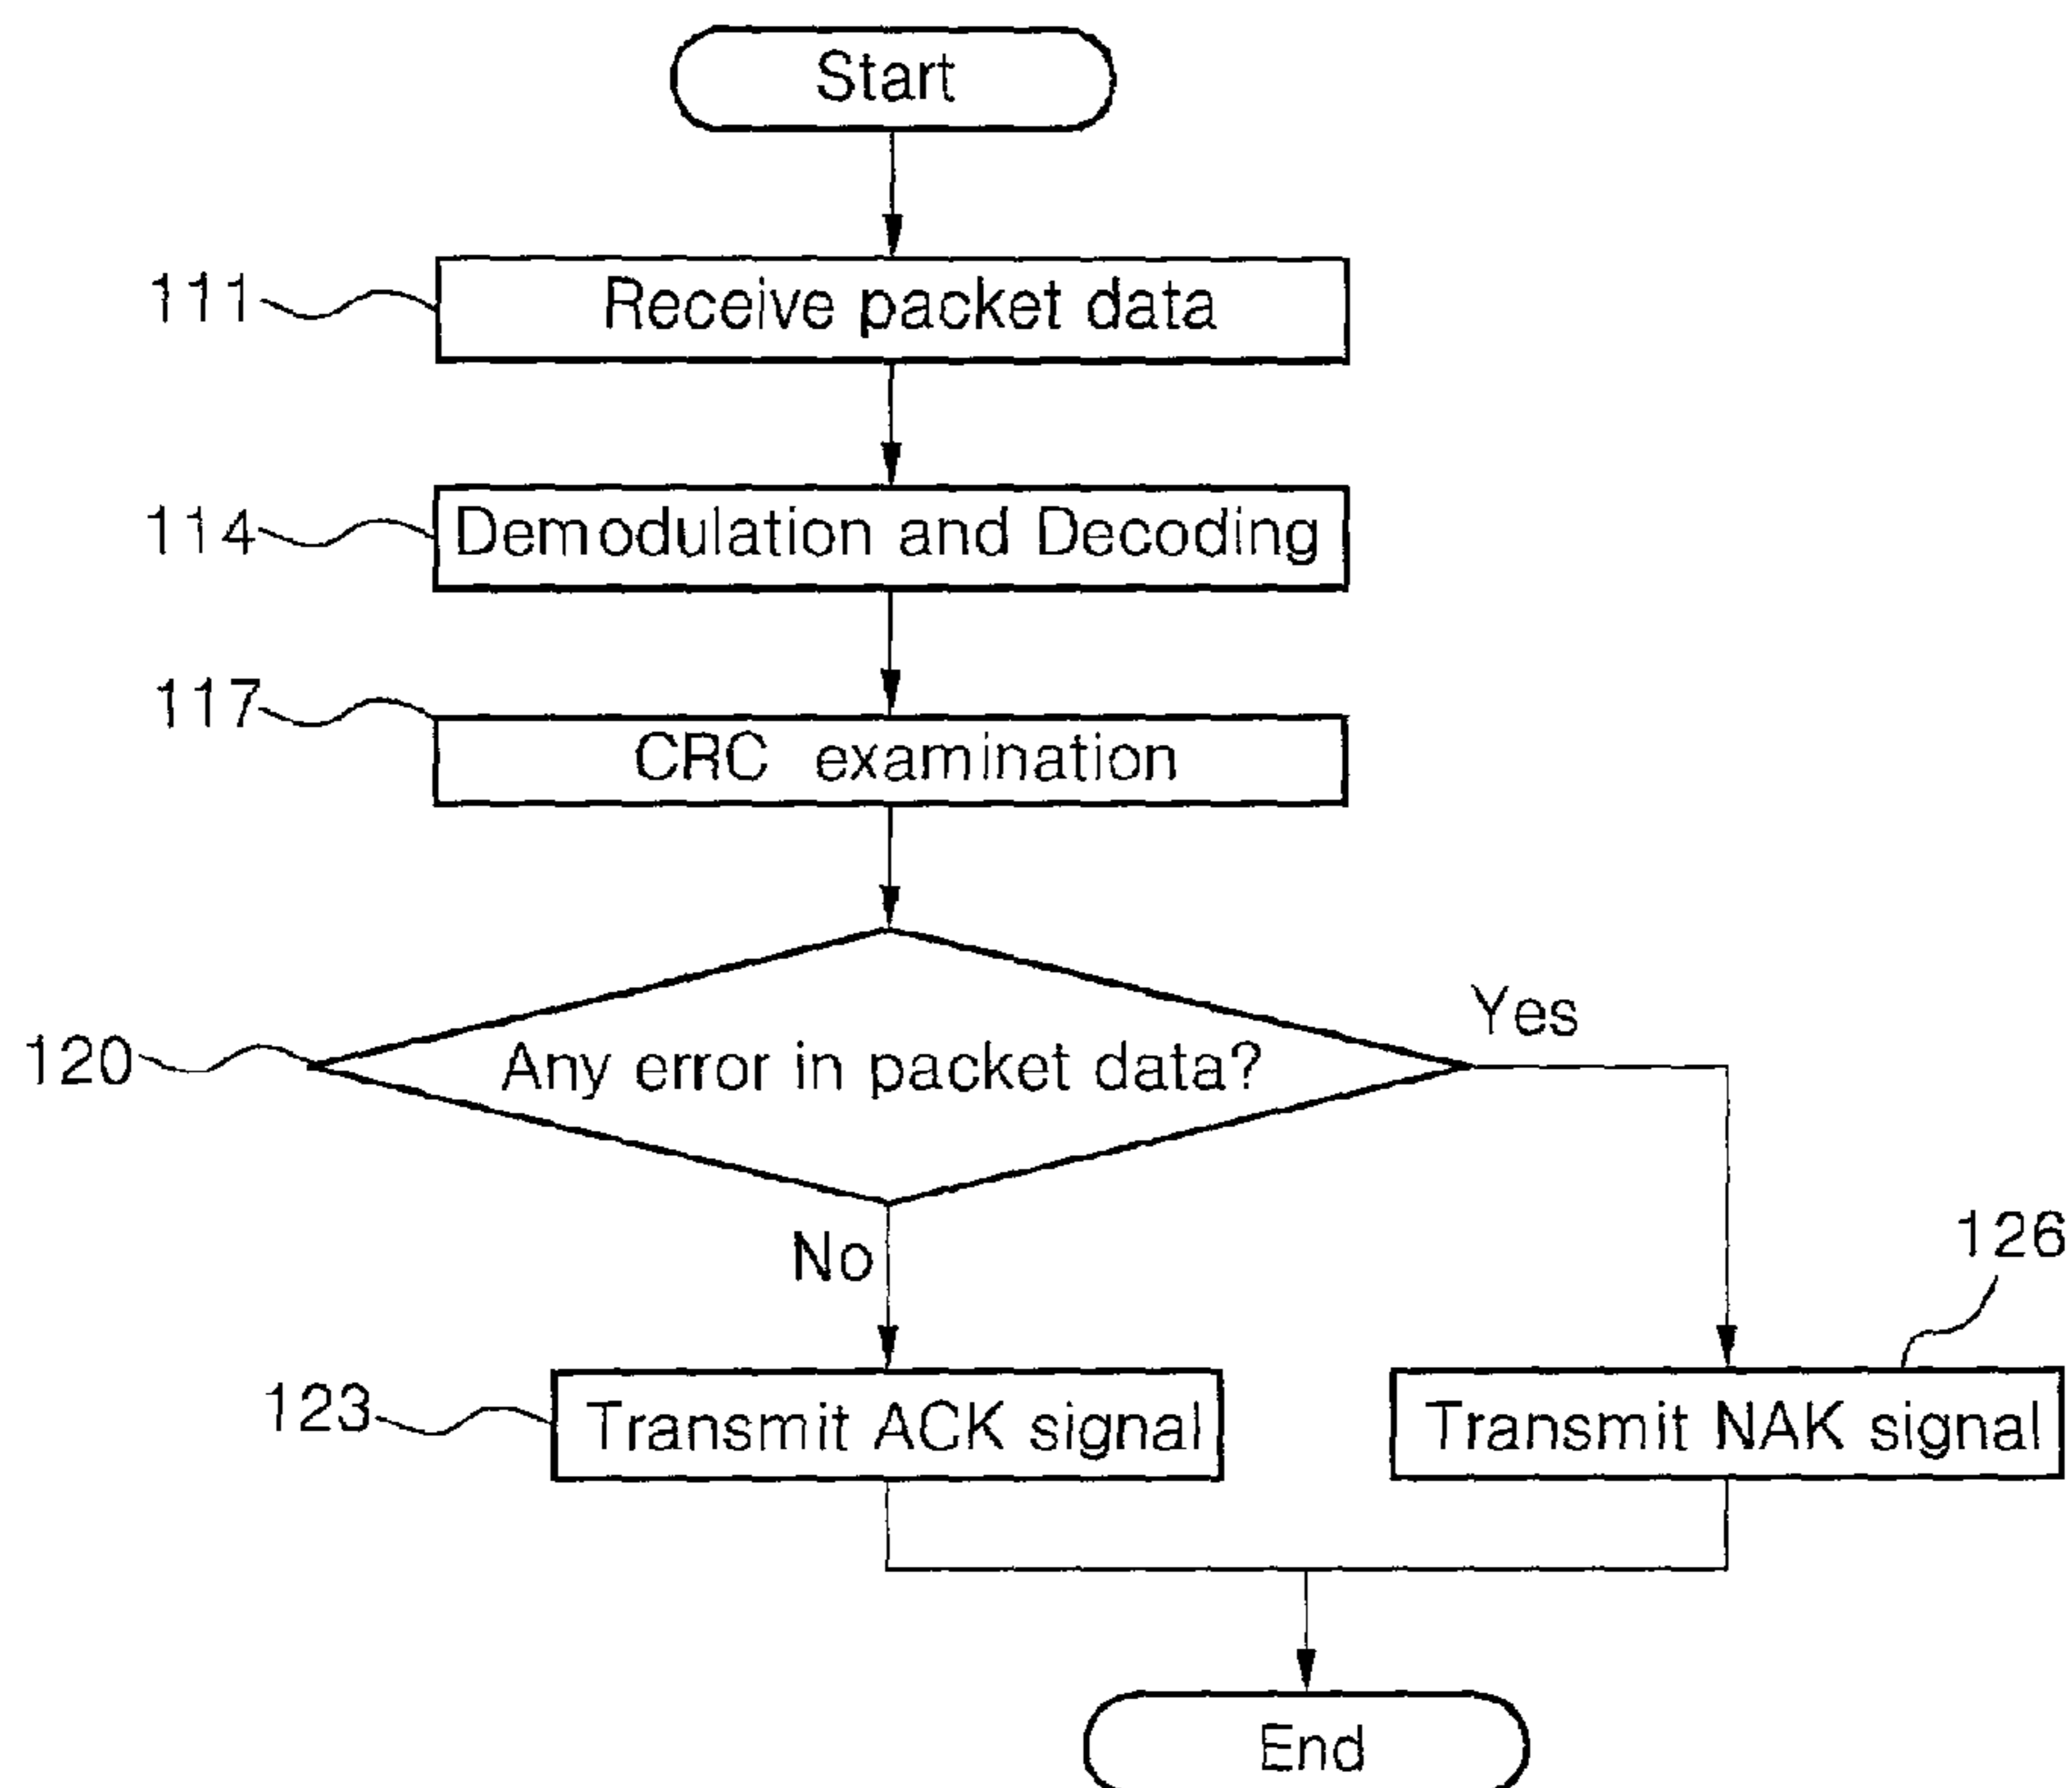 Start
111
Receive packet data
114
Demodulation and Decoding
117
CRC examination
Yes
120
Any error in packet data?
No
126
123
Transmit ACK signal
Transmit NAK signal
End